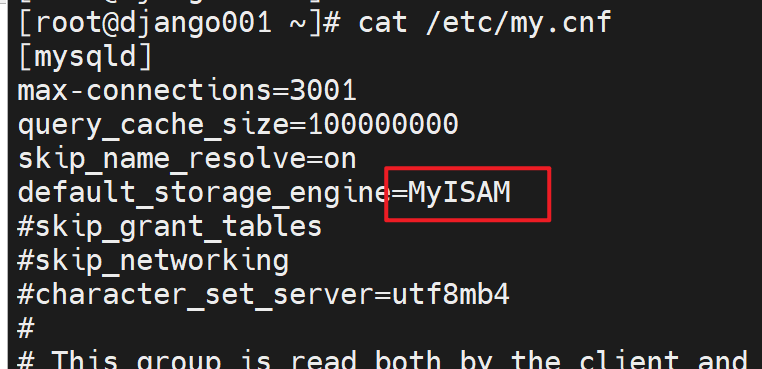 [root@django001 ~]# cat /etc/my.cnf
[mysqld]
max-connections=3001
query_cache_size=100000000
skip_name_resolve=on
default_storage_engine=MyISAM
#skip_grant_tables
#skip_networking
#character_set_server=utf8mb4
#
# This group is read both by the client and